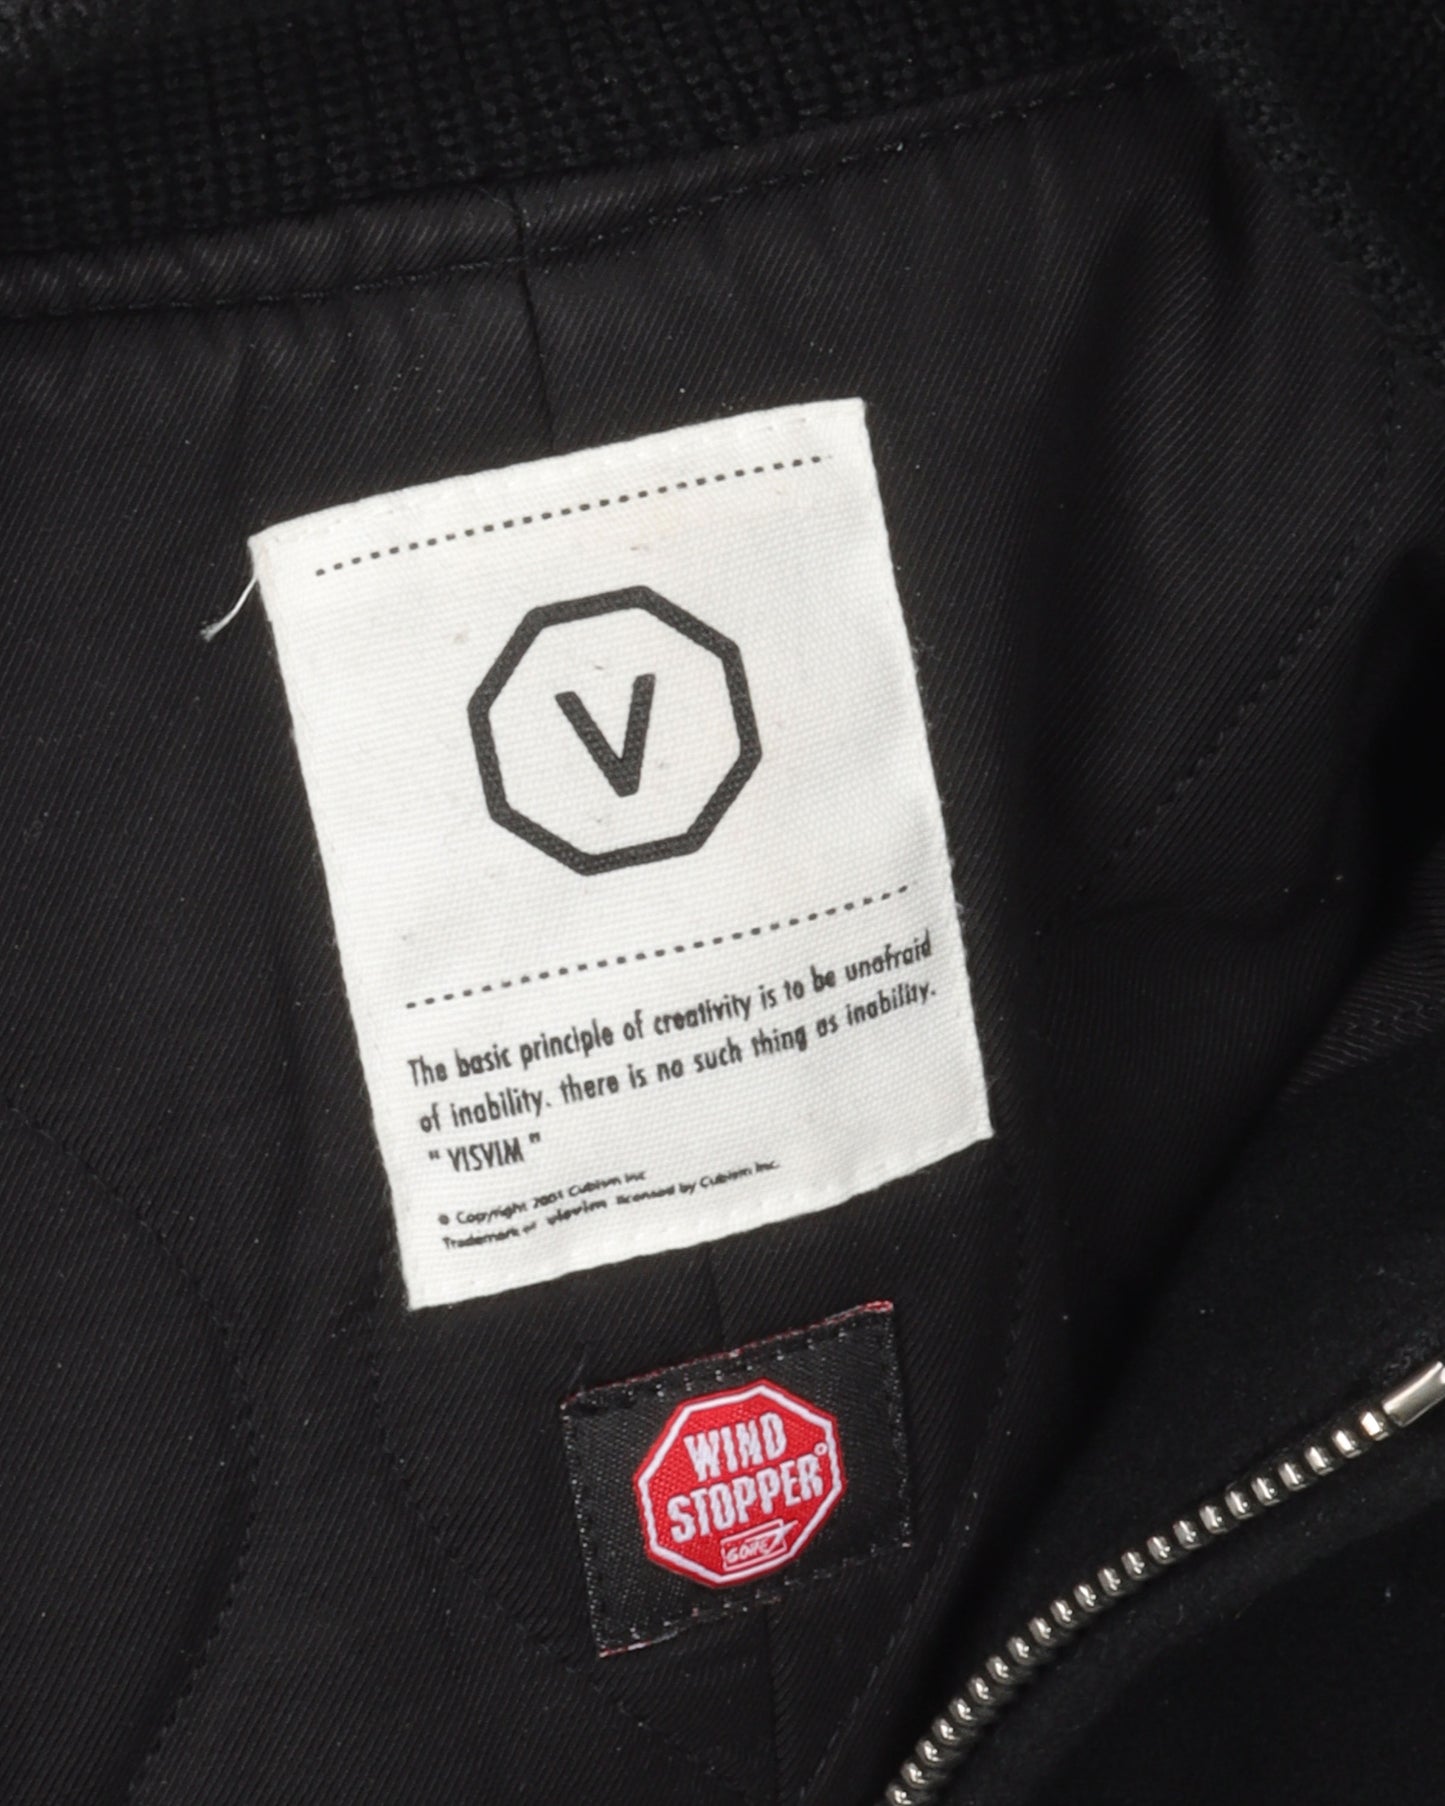 V
The basic principle of creativity is to be unafraid
of inability. there is no such thing as inability.
" VISVIM "
© Copyright 2001 Cubism Inc
Trademark of visvim licensed by Cubism Inc.
WIND
STOPPER®
GORE